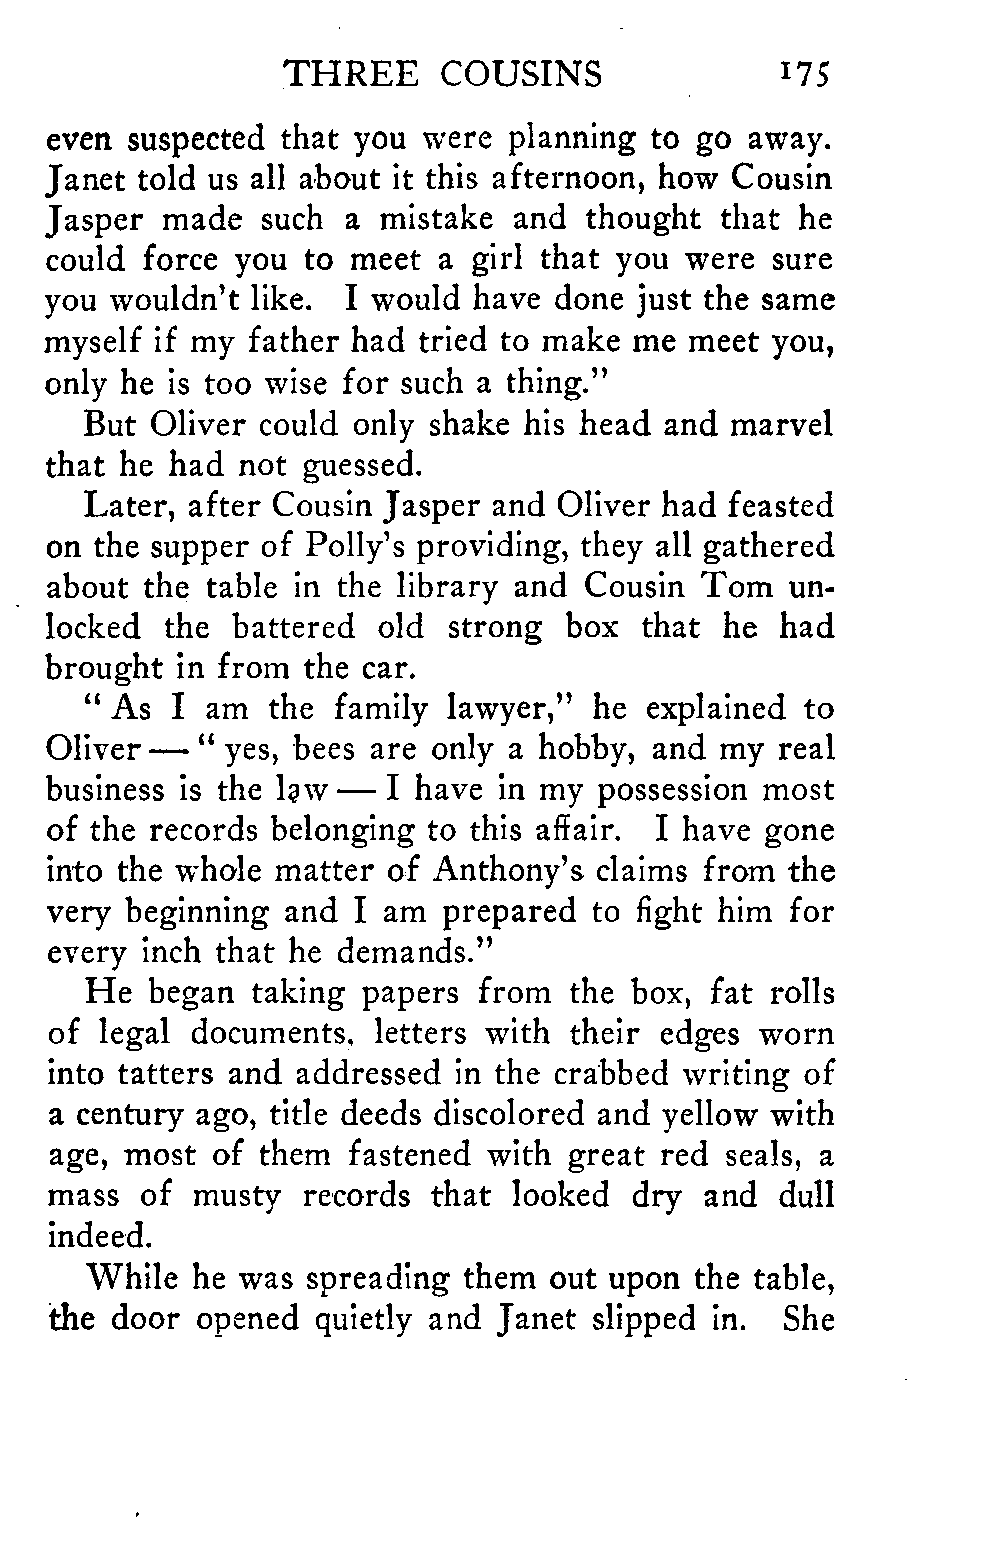 THREE COUSINS 175
even suspected that you were planning to go away.
Janet told us all about it this afternoon, how Cousin
Jasper made such a mistake and thought that he
could force you to meet a girl that you were sure
you wouldn't like. I would have done just the same
myself if my father had tried to make me meet you,
only he is too wise for such a thing."
But Oliver could only shake his head and marvel
that he had not guessed.
Later, after Cousin Jasper and Oliver had feasted
on the supper of Polly's providing, they all gathered
about the table in the library and Cousin Tom un-
locked the battered old strong box that he had
brought in from the car.
" As I am the family lawyer," he explained to
Oliver — " yes, bees are only a hobby, and my real
business is the law — I have in my possession most
of the records belonging to this affair. I have gone
into the whole matter of Anthony's claims from the
very beginning and I am prepared to fight him for
every inch that he demands."
He began taking papers from the box, fat rolls
of legal documents, letters with their edges worn
into tatters and addressed in the crabbed writing of
a century ago, title deeds discolored and yellow with
age, most of them fastened with great red seals, a
mass of musty records that looked dry and dull
indeed.
While he was spreading them out upon the table,
the door opened quietly and Janet slipped in. She